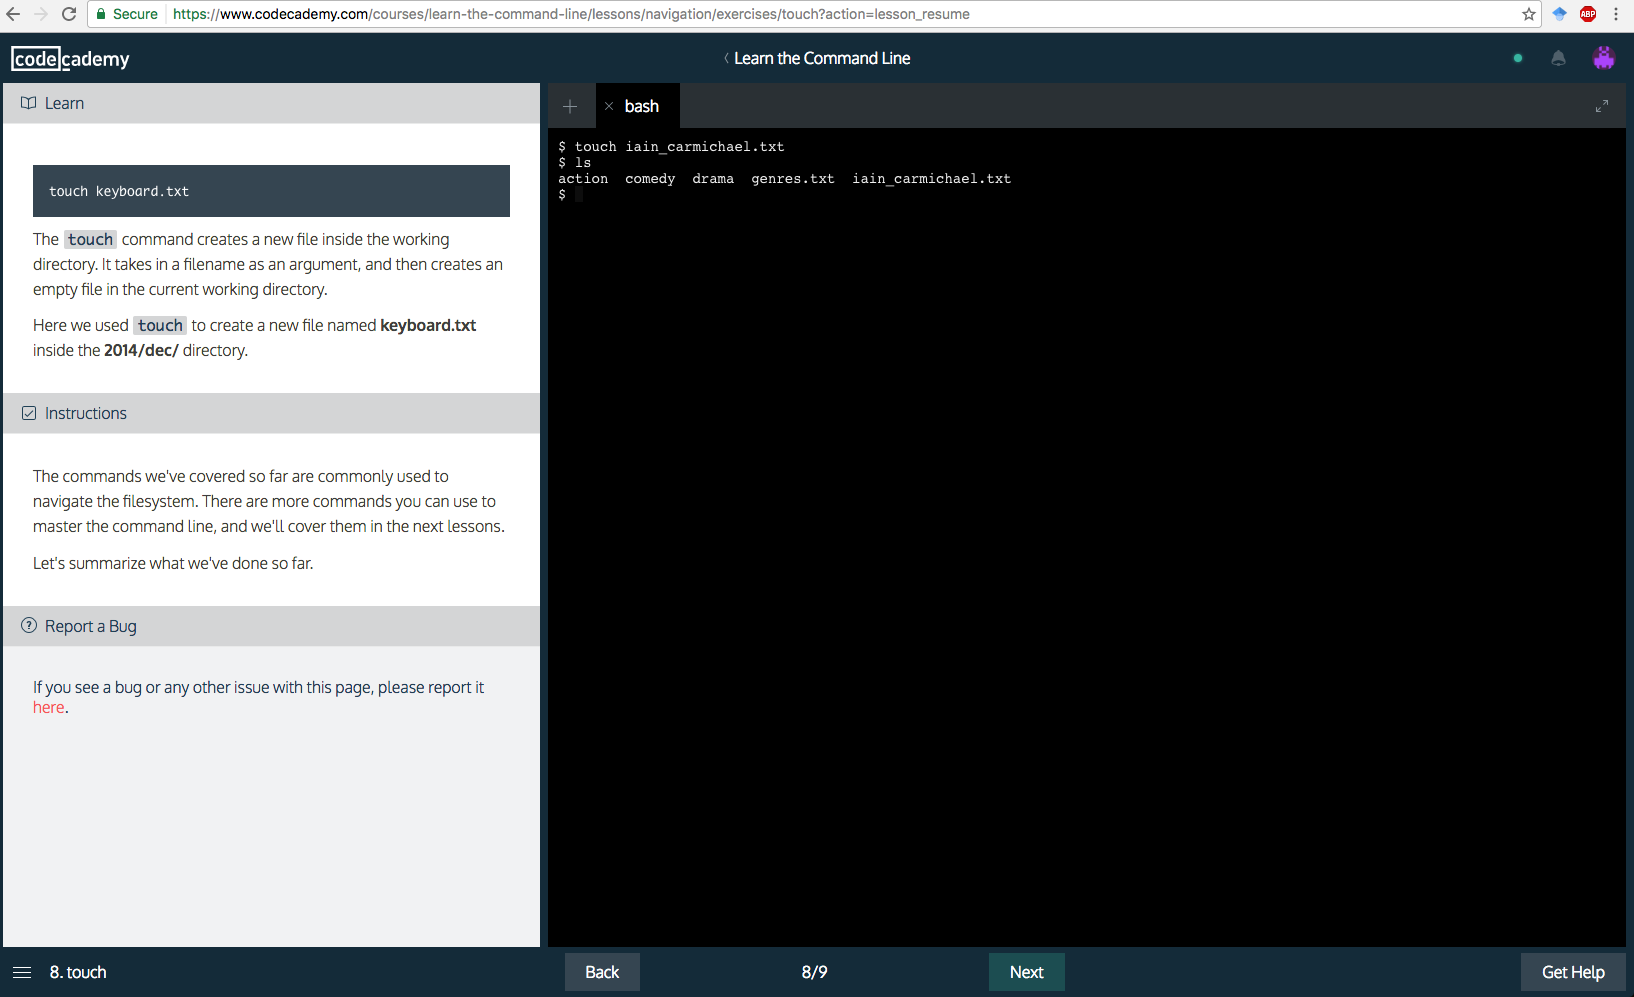 Secure https://www.codecademy.com/courses/learn-the-command-line/lessons/navigation/exercises/touch?action=lesson_resume
ABP
codecademy
Learn the Command Line
Learn
touch keyboard.txt
The touch command creates a new file inside the working
directory. It takes in a filename as an argument, and then creates an
empty file in the current working directory.
Here we used touch to create a new file named keyboard.txt
inside the 2014/dec/ directory.
Instructions
The commands we've covered so far are commonly used to
navigate the filesystem. There are more commands you can use to
master the command line, and we'll cover them in the next lessons.
Let's summarize what we've done so far.
Report a Bug
If you see a bug or any other issue with this page, please report it
here.
bash
$ touch iain_carmichael.txt
$ ls
action comedy drama genres.txt iain_carmichael.txt
$
8. touch
Back
8/9
Next
Get Help